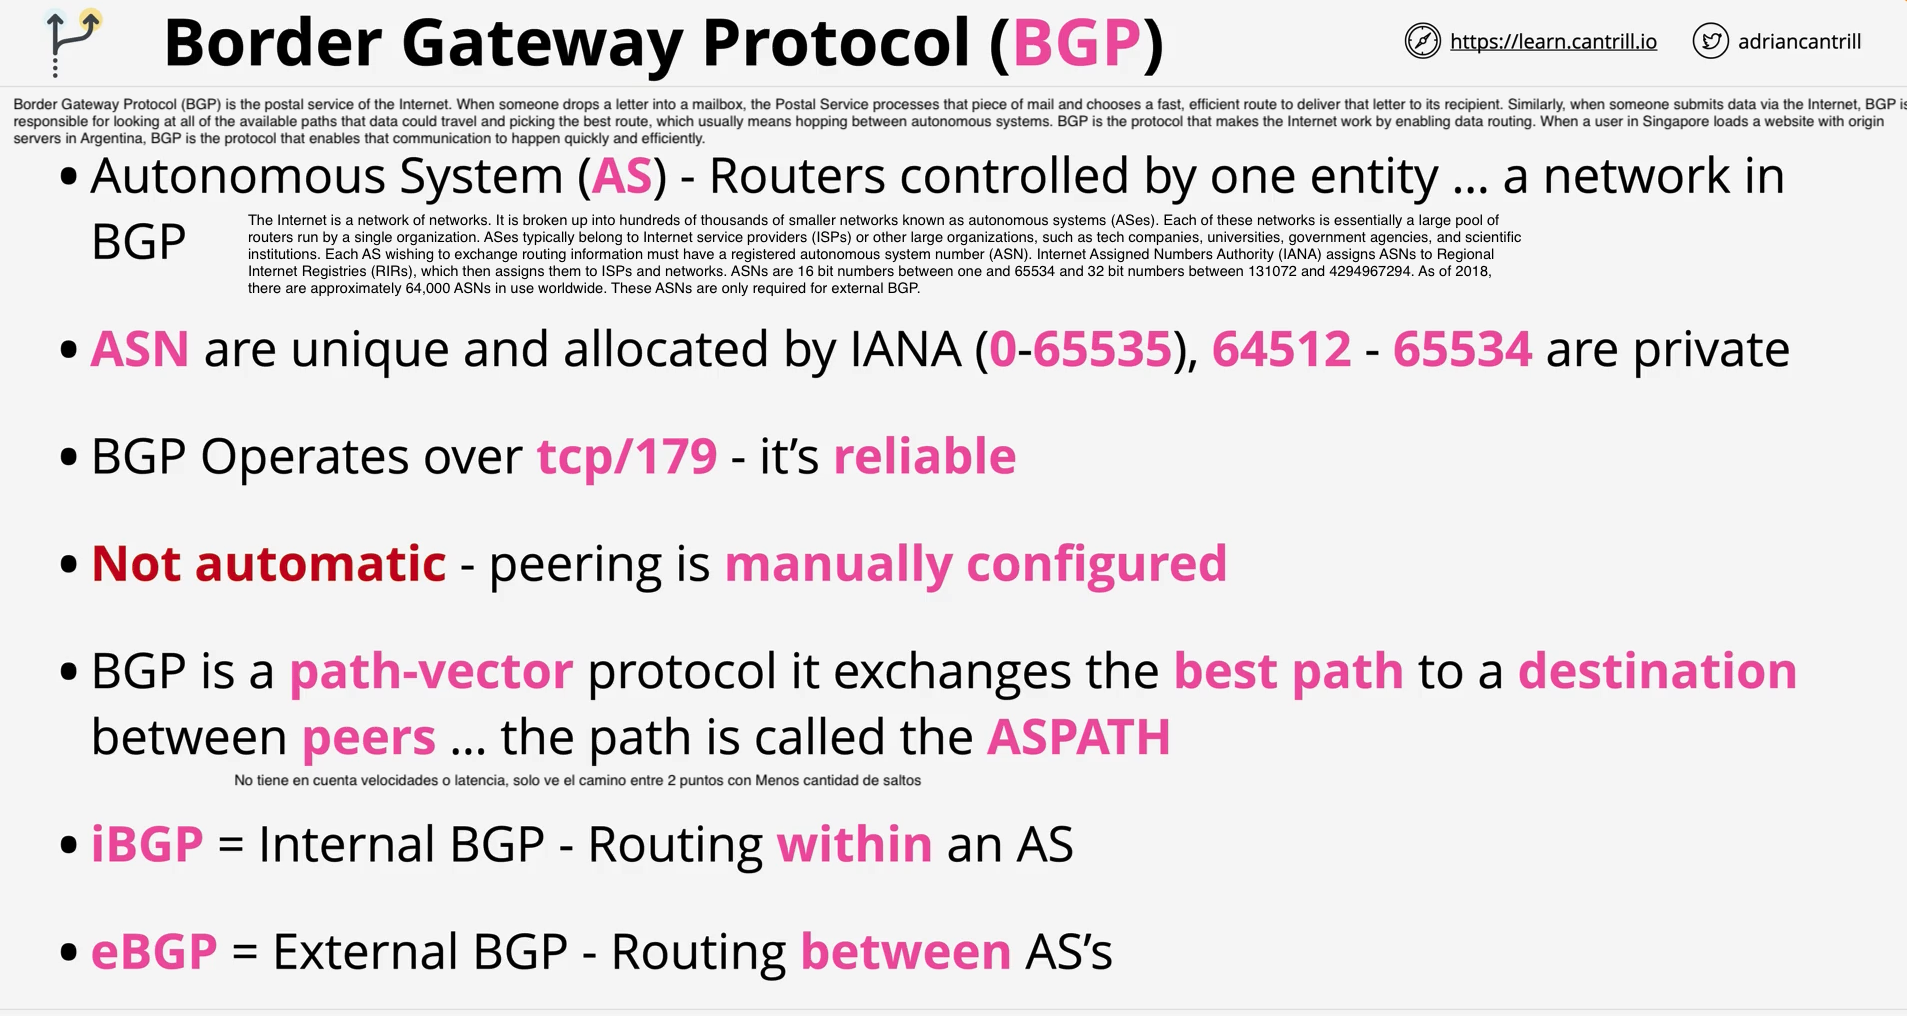 Border Gateway Protocol (BGP)
https://learn.cantrill.io
adriancantrill
Border Gateway Protocol (BGP) is the postal service of the Internet. When someone drops a letter into a mailbox, the Postal Service processes that piece of mail and chooses a fast, efficient route to deliver that letter to its recipient. Similarly, when someone submits data via the Internet, BGP is
responsible for looking at all of the available paths that data could travel and picking the best route, which usually means hopping between autonomous systems. BGP is the protocol that makes the Internet work by enabling data routing. When a user in Singapore loads a website with origin
servers in Argentina, BGP is the protocol that enables that communication to happen quickly and efficiently.
• Autonomous System (AS) - Routers controlled by one entity ... a network in
BGP
The Internet is a network of networks. It is broken up into hundreds of thousands of smaller networks known as autonomous systems (ASes). Each of these networks is essentially a large pool of
routers run by a single organization. ASes typically belong to Internet service providers (ISPs) or other large organizations, such as tech companies, universities, government agencies, and scientific
institutions. Each AS wishing to exchange routing information must have a registered autonomous system number (ASN). Internet Assigned Numbers Authority (IANA) assigns ASNs to Regional
Internet Registries (RIRs), which then assigns them to ISPs and networks. ASNs are 16 bit numbers between one and 65534 and 32 bit numbers between 131072 and 4294967294. As of 2018,
there are approximately 64,000 ASNs in use worldwide. These ASNs are only required for external BGP.
• ASN are unique and allocated by IANA (0-65535), 64512 - 65534 are private
• BGP Operates over tcp/179 - it’s reliable
• Not automatic - peering is manually configured
• BGP is a path-vector protocol it exchanges the best path to a destination
between peers ... the path is called the ASPATH
No tiene en cuenta velocidades o latencia, solo ve el camino entre 2 puntos con Menos cantidad de saltos
• iBGP = Internal BGP - Routing within an AS
• eBGP = External BGP - Routing between AS’s